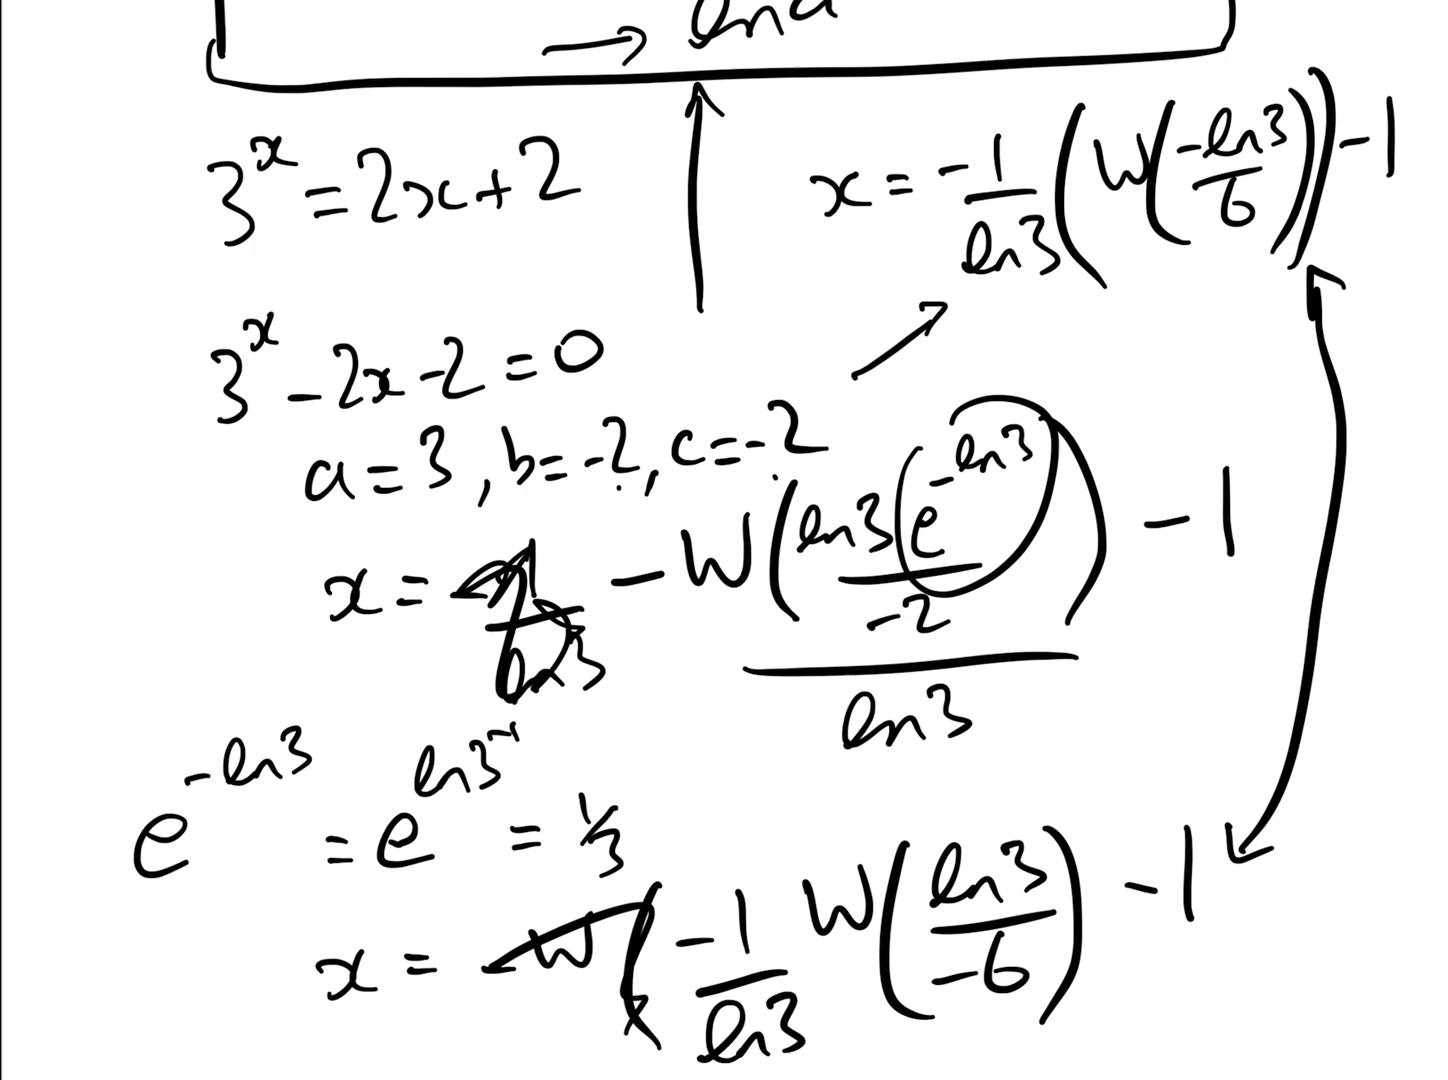 → ln a
3^x = 2x + 2
x = -1/ln3 (W(-ln3/6)) - 1
3^x - 2x - 2 = 0
a = 3, b = -2, c = -2
x = -W(ln3(e^-ln3)/-2)/ln3 - 1
e^-ln3 = e^ln3^-1 = 1/3
x = -1/ln3 W(ln3/-6) - 1